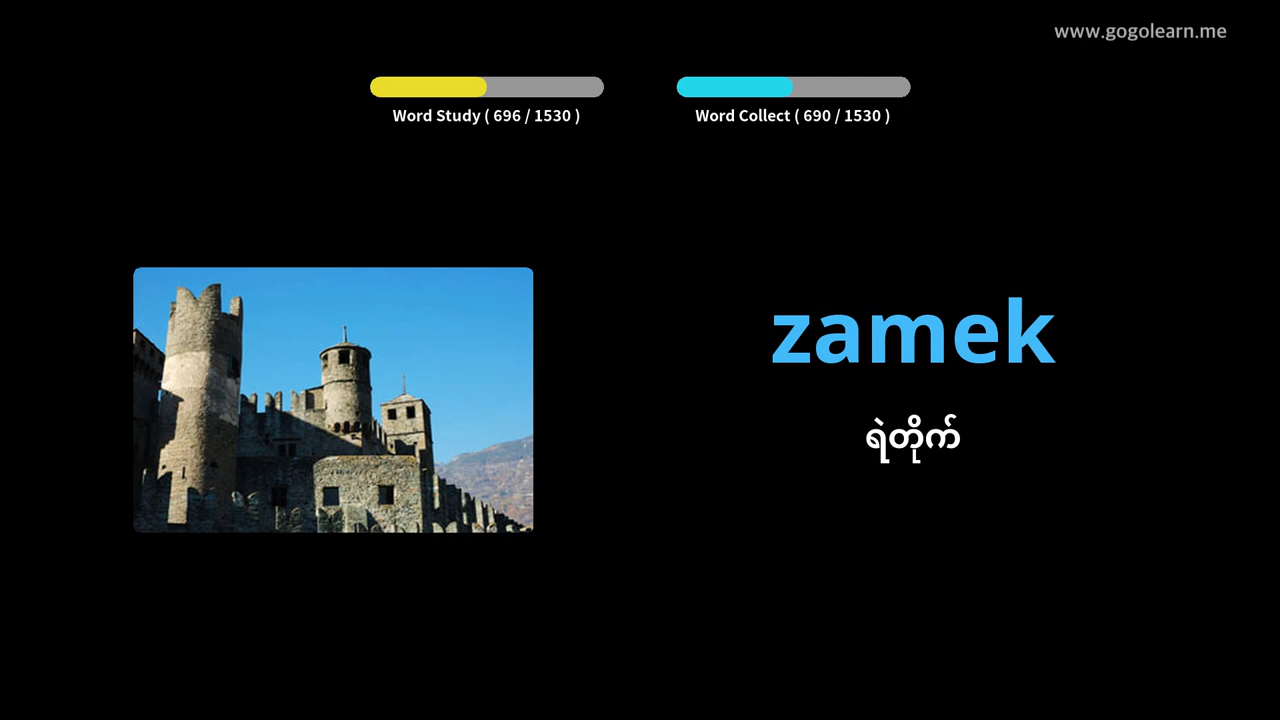 www.gogolearn.me
Word Study ( 696 / 1530 )
Word Collect ( 690 / 1530 )
zamek
ရဲတိုက်